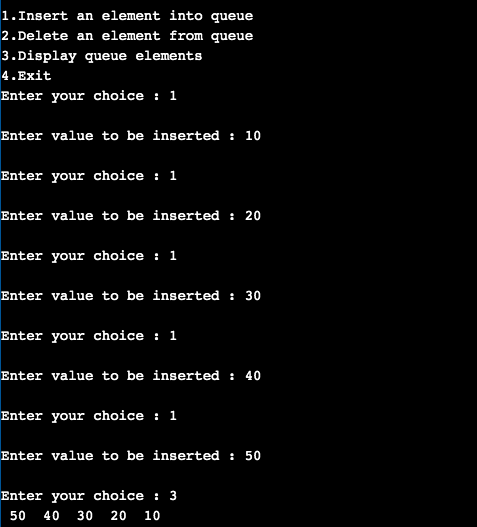 1.Insert an element into queue
2.Delete an element from queue
3.Display queue elements
4.Exit
Enter your choice : 1
Enter value to be inserted : 10
Enter your choice : 1
Enter value to be inserted : 20
Enter your choice : 1
Enter value to be inserted : 30
Enter your choice : 1
Enter value to be inserted : 40
Enter your choice : 1
Enter value to be inserted : 50
Enter your choice : 3
50 40 30 20 10